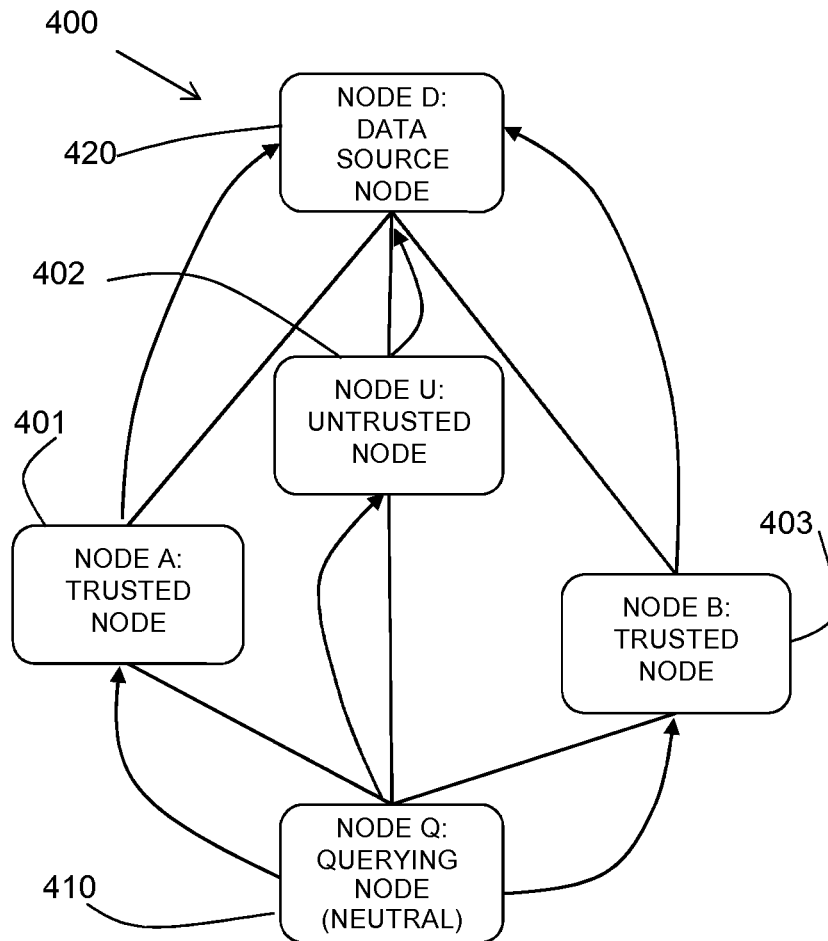 400
NODE D:
DATA
SOURCE
NODE
420
402
NODE U:
UNTRUSTED
NODE
401
403
NODE A:
TRUSTED
NODE
NODE B:
TRUSTED
NODE
NODE Q:
QUERYING
NODE
(NEUTRAL)
410